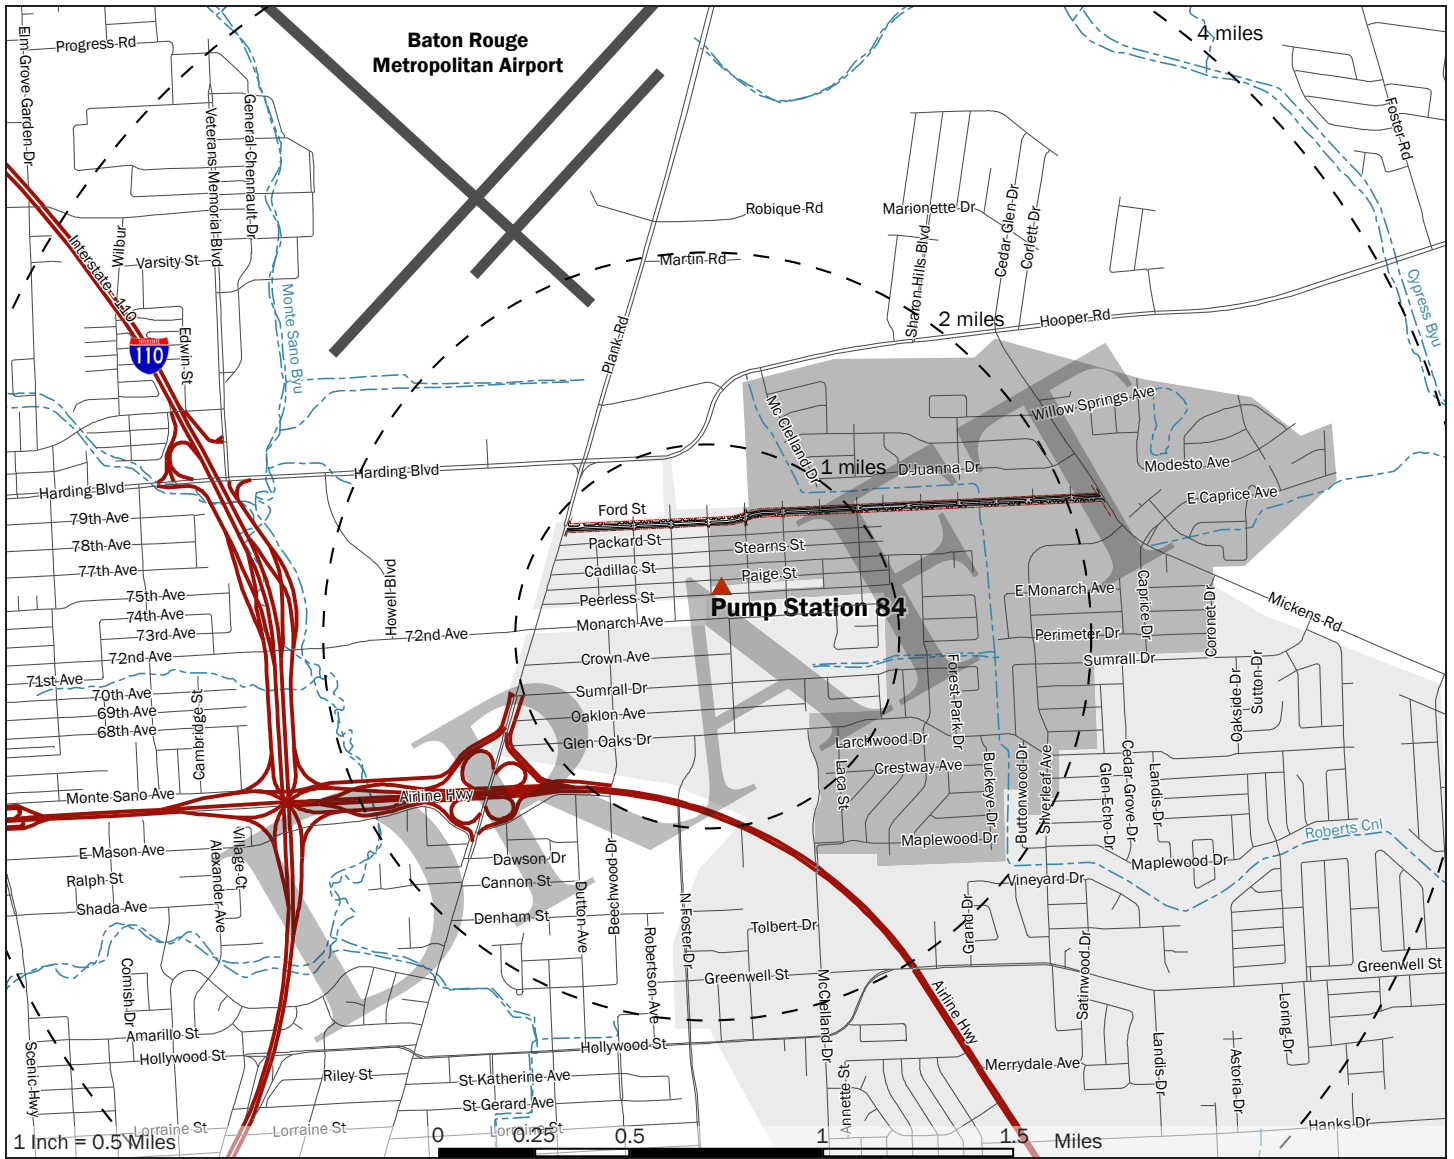 4 miles
Baton Rouge
Metropolitan Airport
Progress Rd
Elm-Grove-Garden-Dr
Foster-Rd
Veterans-Memorial-Blvd
General-Chennault-Dr
Robique-Rd
Marionette Dr
Cedar-Glen-Dr
Corlett-Dr
Wilbur
Varsity St
Interstate--110
Martin Rd
Sharon-Hills-Blvd
2 miles
Hooper Rd
Cypress Byu
Monte Sano Byu
Plank-Rd
INTERSTATE
110
Edwin-St
Mc Clelland-Dr
Willow Springs Ave
1 miles
D'Juanna Dr
Modesto Ave
Harding-Blvd
Harding-Blvd
E Caprice Ave
79th-Ave
Ford St
78th-Ave
Packard-St
Stearns St
77th-Ave
Cadillac St
Paige St
Howell-Blvd
75th Ave
Peerless St
Pump Station 84
E Monarch Ave
Caprice-Dr
Coronet-Dr
Mickens Rd
74th Ave
73rd Ave
72nd Ave
Monarch Ave
Perimeter Dr
72nd Ave
Crown Ave
Sumrall Dr
71st Ave
70th Ave
69th Ave
68th Ave
Cambridge-St
Sumrall Dr
Oaklon Ave
Glen Oaks Dr
Forest-Park-Dr
Oakside-Dr
Sutton-Dr
Larchwood Dr
Crestway Ave
Laca-St
Buckeye-Dr
Buttonwood-Dr
Silverleaf-Ave
Glen-Echo-Dr
Cedar-Grove-Dr
Landis-Dr
Monte Sano Ave
Airline Hwy
DRAFT
Roberts Cnl
Maplewood Dr
Maplewood Dr
E Mason Ave
Alexander-Ave
Village-Ct
Dawson-Dr
Ralph-St
Cannon-St
Vineyard Dr
Shada Ave
Denham-St
Dutton-Ave
Beechwood-Dr
N-Foster-Dr
Robertson-Ave
Tolbert-Dr
Grand-Dr
Greenwell St
Greenwell St
Comish-Dr
McClelland-Dr
Airline Hwy
Satinwood-Dr
Loring-Dr
Amarillo-St
Hollywood-St
Hollywood-St
Scenic-Hwy
Riley-St
St-Katherine-Ave
St-Gerard-Ave
Annette-St
Merrydale Ave
Landis-Dr
Astoria-Dr
Hanks-Dr
Lorraine St
Lorraine-St
Lorraine-St
1 Inch = 0.5 Miles
0 0.25 0.5 1 1.5 Miles